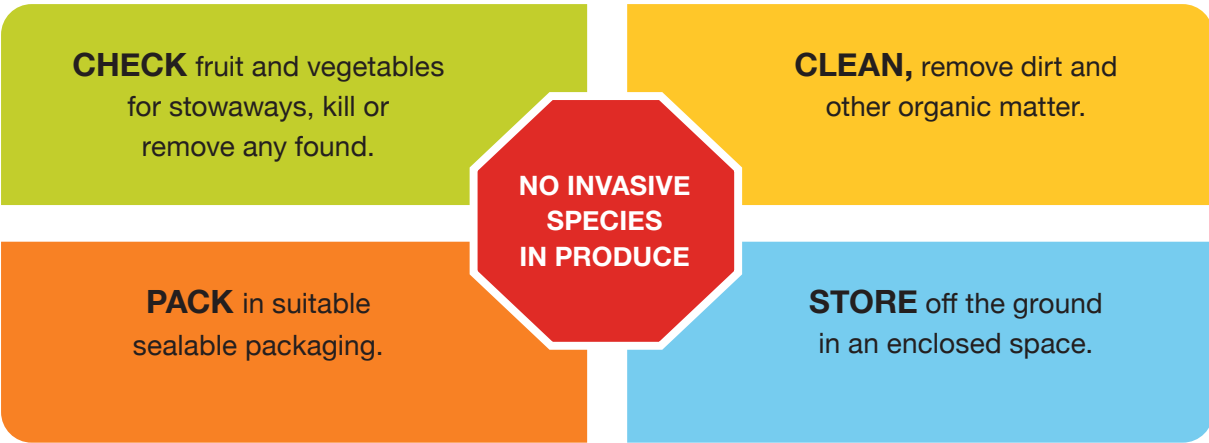 CHECK fruit and vegetables
for stowaways, kill or
remove any found.
CLEAN, remove dirt and
other organic matter.
NO INVASIVE
SPECIES
IN PRODUCE
PACK in suitable
sealable packaging.
STORE off the ground
in an enclosed space.